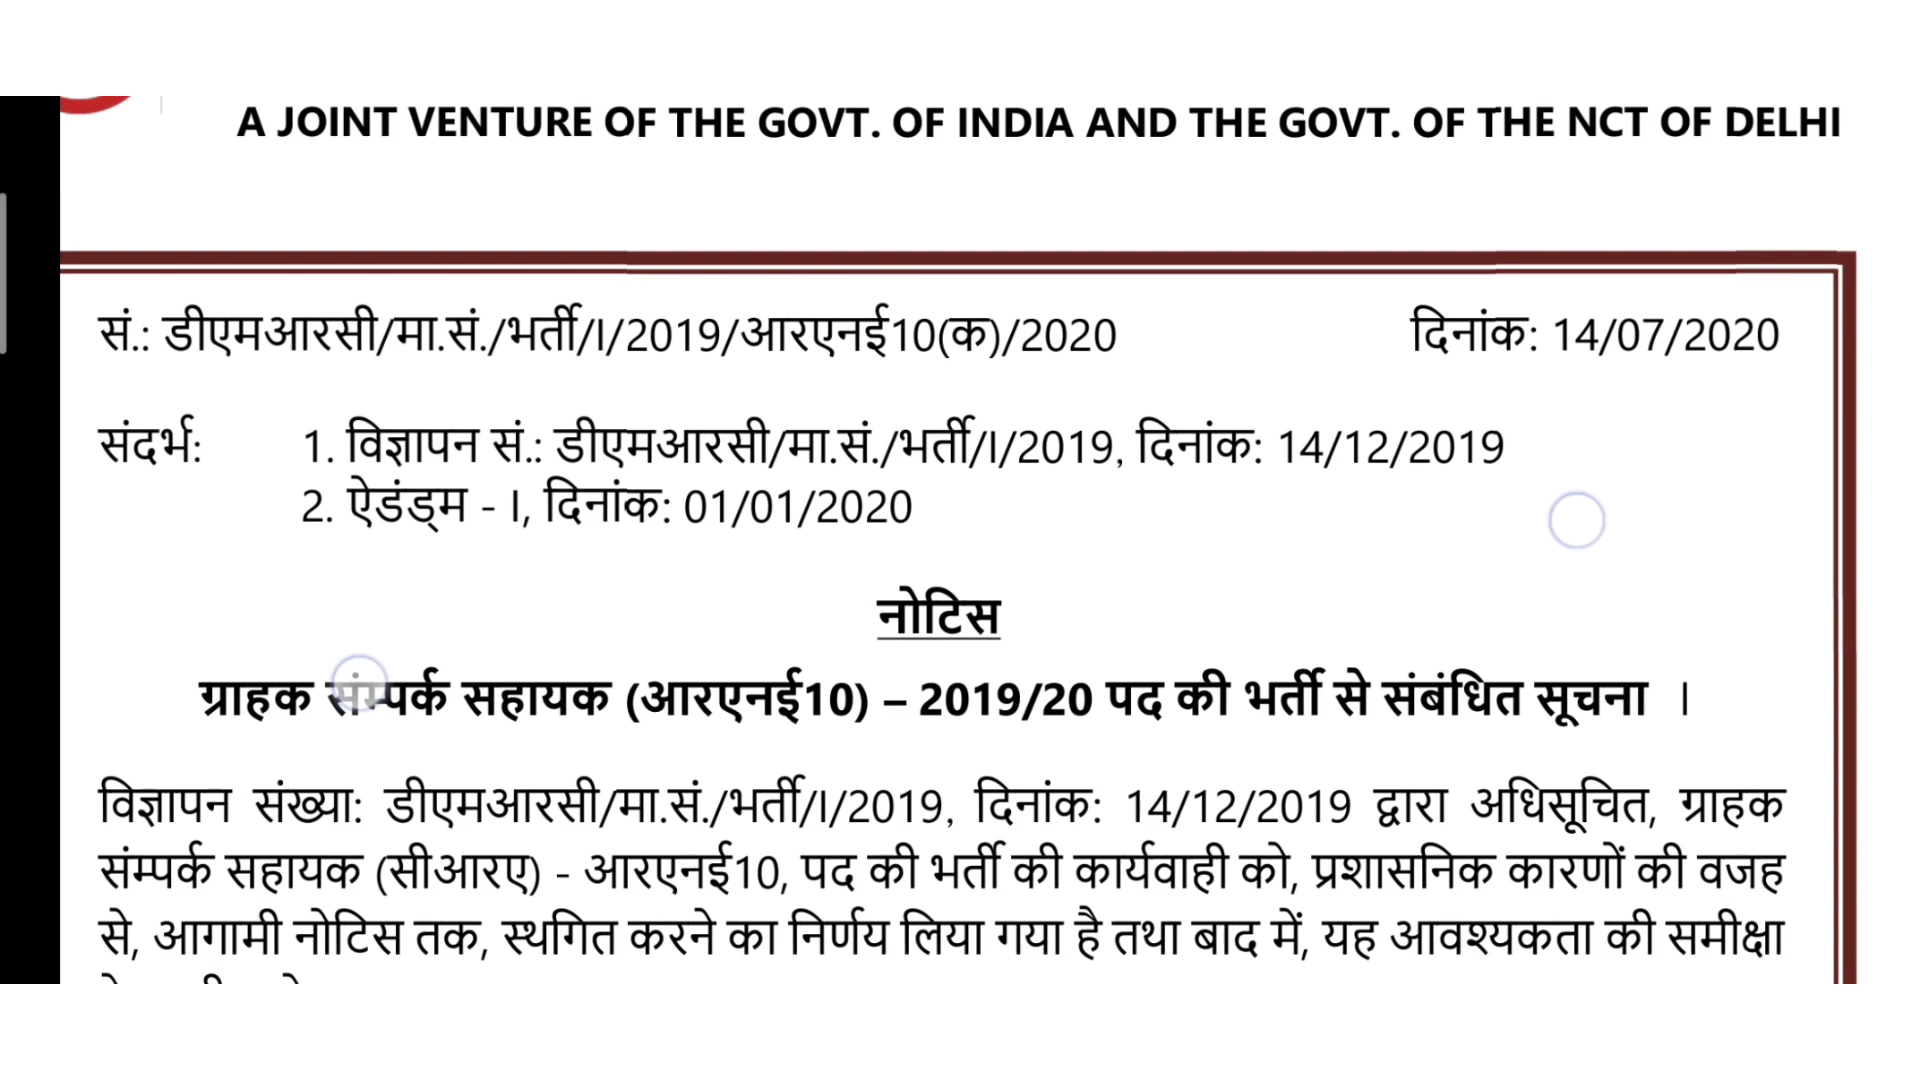 A JOINT VENTURE OF THE GOVT. OF INDIA AND THE GOVT. OF THE NCT OF DELHI
सं.: डीएमआरसी/मा.सं./भर्ती/I/2019/आरएनई10(क)/2020 दिनांक: 14/07/2020
संदर्भ: 1. विज्ञापन सं.: डीएमआरसी/मा.सं./भर्ती/I/2019, दिनांक: 14/12/2019
2. ऐडंड्म - I, दिनांक: 01/01/2020
नोटिस
ग्राहक संम्पर्क सहायक (आरएनई10) – 2019/20 पद की भर्ती से संबंधित सूचना ।
विज्ञापन संख्या: डीएमआरसी/मा.सं./भर्ती/I/2019, दिनांक: 14/12/2019 द्वारा अधिसूचित, ग्राहक
संम्पर्क सहायक (सीआरए) - आरएनई10, पद की भर्ती की कार्यवाही को, प्रशासनिक कारणों की वजह
से, आगामी नोटिस तक, स्थगित करने का निर्णय लिया गया है तथा बाद में, यह आवश्यकता की समीक्षा